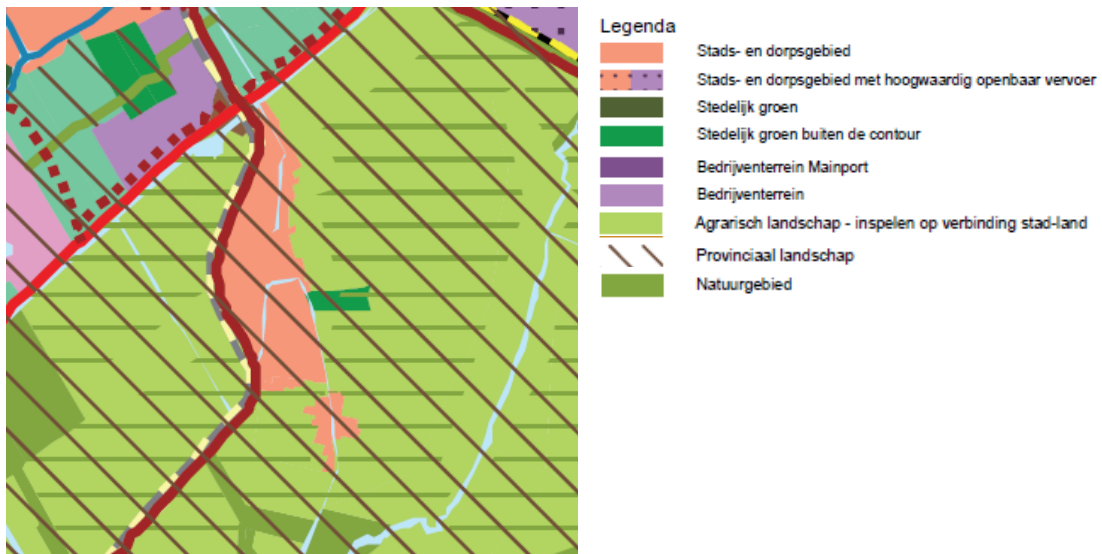 Legenda
Stads- en dorpsgebied
Stads- en dorpsgebied met hoogwaardig openbaar vervoer
Stedelijk groen
Stedelijk groen buiten de contour
Bedrijventerrein Mainport
Bedrijventerrein
Agrarisch landschap - inspelen op verbinding stad-land
Provinciaal landschap
Natuurgebied